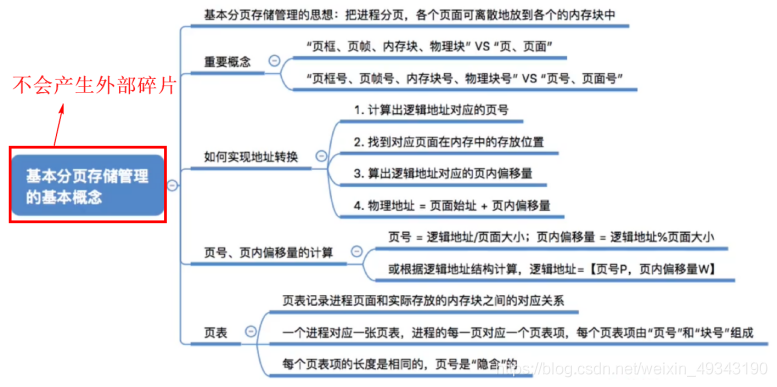 基本分页存储管理的思想：把进程分页，各个页面可离散地放到各个的内存块中
重要概念
“页框、页帧、内存块、物理块” VS “页、页面”
“页框号、页帧号、内存块号、物理块号” VS “页号、页面号”
不会产生外部碎片
基本分页存储管理
的基本概念
如何实现地址转换
1. 计算出逻辑地址对应的页号
2. 找到对应页面在内存中的存放位置
3. 算出逻辑地址对应的页内偏移量
4. 物理地址 = 页面始址 + 页内偏移量
页号、页内偏移量的计算
页号 = 逻辑地址/页面大小；页内偏移量 = 逻辑地址%页面大小
或根据逻辑地址结构计算，逻辑地址=【页号P，页内偏移量W】
页表
页表记录进程页面和实际存放的内存块之间的对应关系
一个进程对应一张页表，进程的每一页对应一个页表项，每个页表项由“页号”和“块号”组成
每个页表项的长度是相同的，页号是“隐含”的
https://blog.csdn.net/weixin_49343190